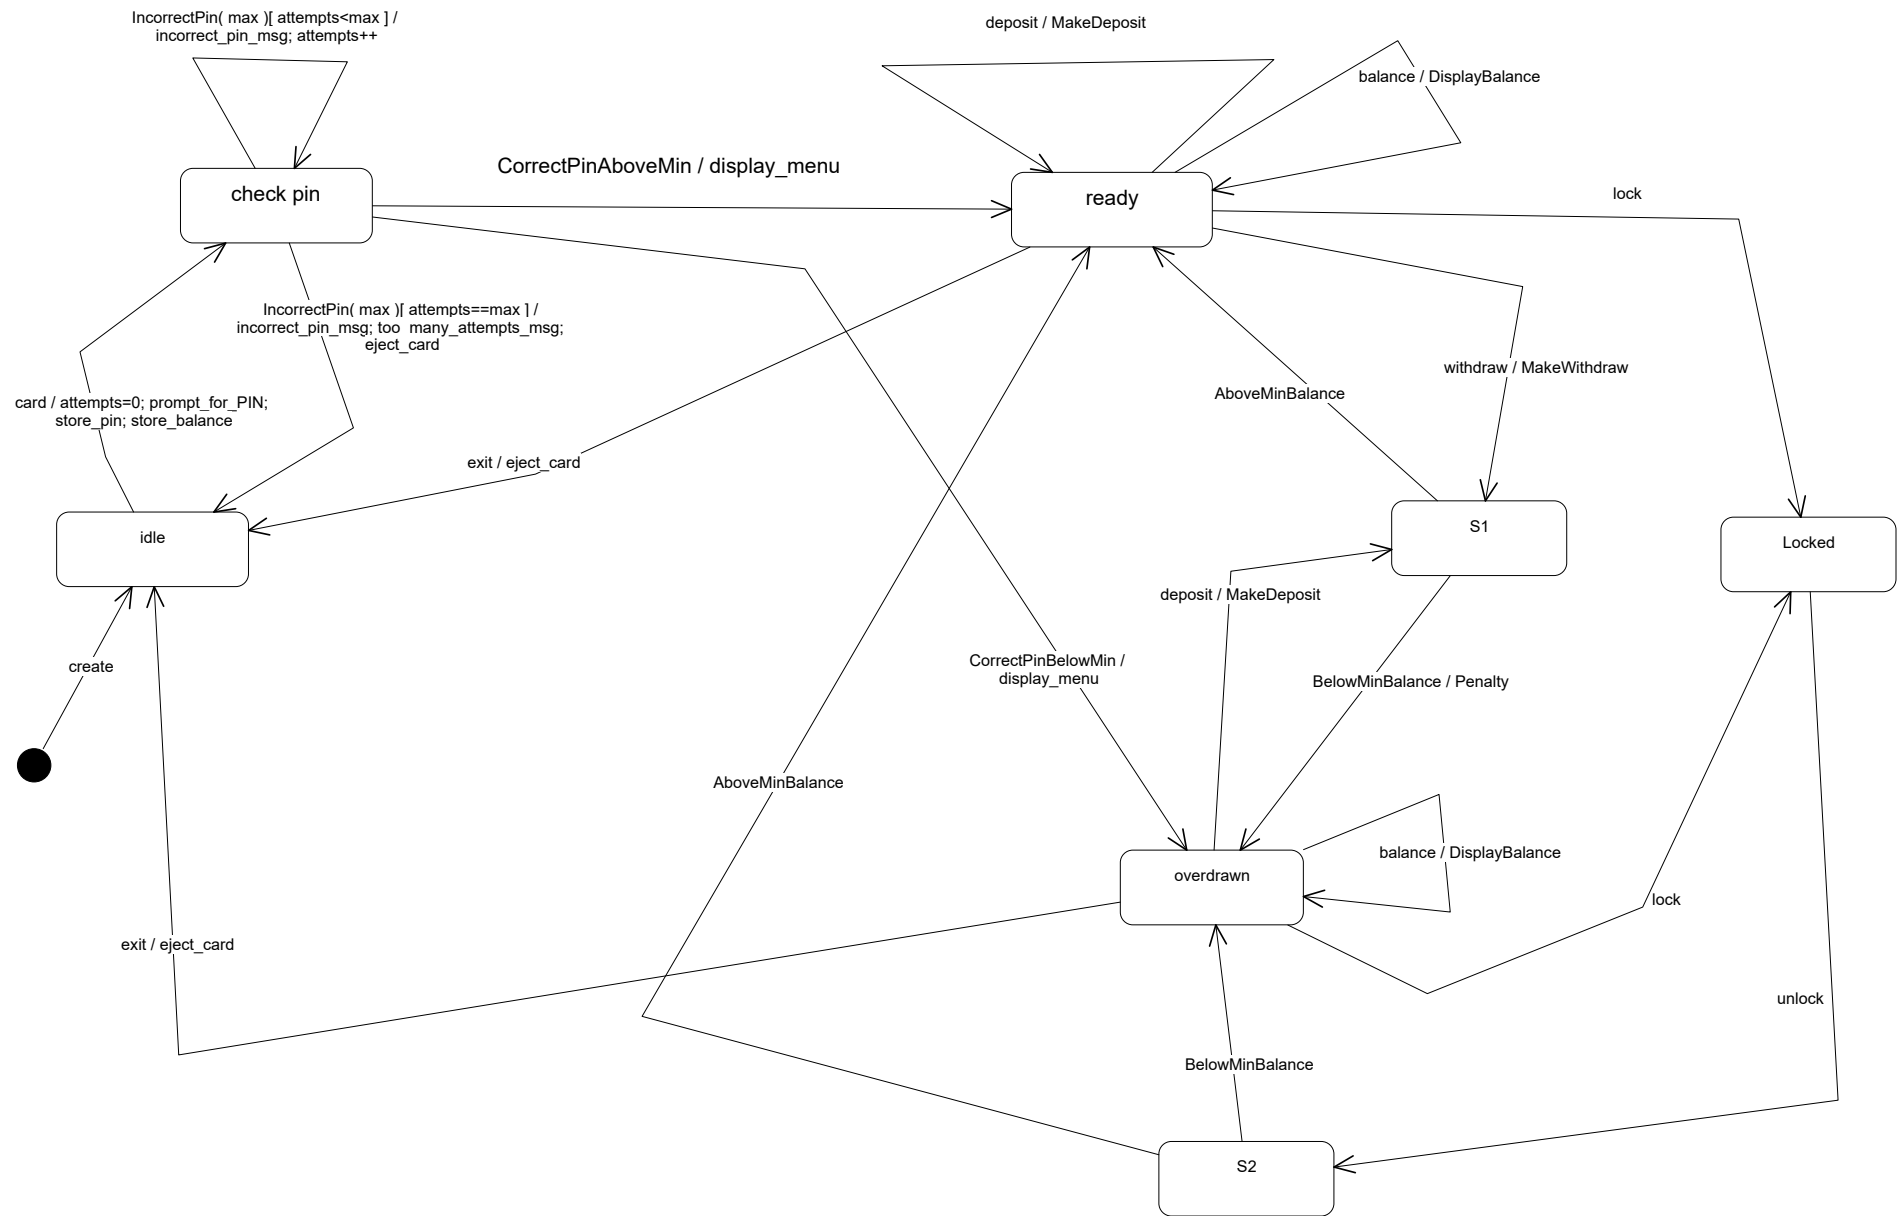 IncorrectPin( max )[ attempts<max ] /
incorrect_pin_msg; attempts++
deposit / MakeDeposit
balance / DisplayBalance
CorrectPinAboveMin / display_menu
check pin
ready
lock
IncorrectPin( max )[ attempts==max ] /
incorrect_pin_msg; too_many_attempts_msg;
eject_card
withdraw / MakeWithdraw
AboveMinBalance
card / attempts=0; prompt_for_PIN;
store_pin; store_balance
exit / eject_card
idle
S1
Locked
deposit / MakeDeposit
create
CorrectPinBelowMin /
display_menu
BelowMinBalance / Penalty
AboveMinBalance
balance / DisplayBalance
overdrawn
lock
exit / eject_card
unlock
BelowMinBalance
S2